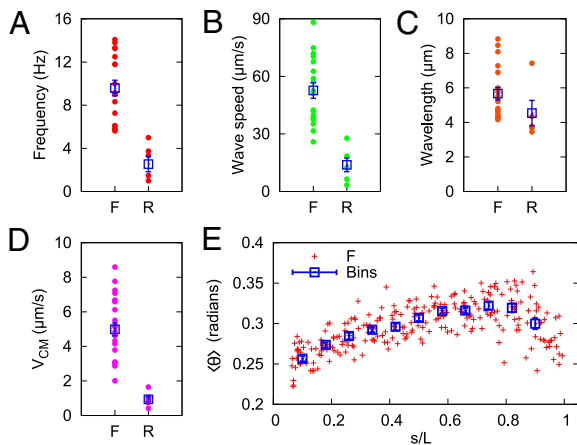 A
Frequency (Hz)
16
12
8
4
0
F R
B
Wave speed (μm/s)
90
60
30
0
F R
C
Wavelength (μm)
10
8
6
4
2
0
F R
D
V_CM (μm/s)
10
8
6
4
2
0
F R
E
⟨θ⟩ (radians)
0.4
0.35
0.3
0.25
0.2
F
Bins
0 0.2 0.4 0.6 0.8 1
s/L